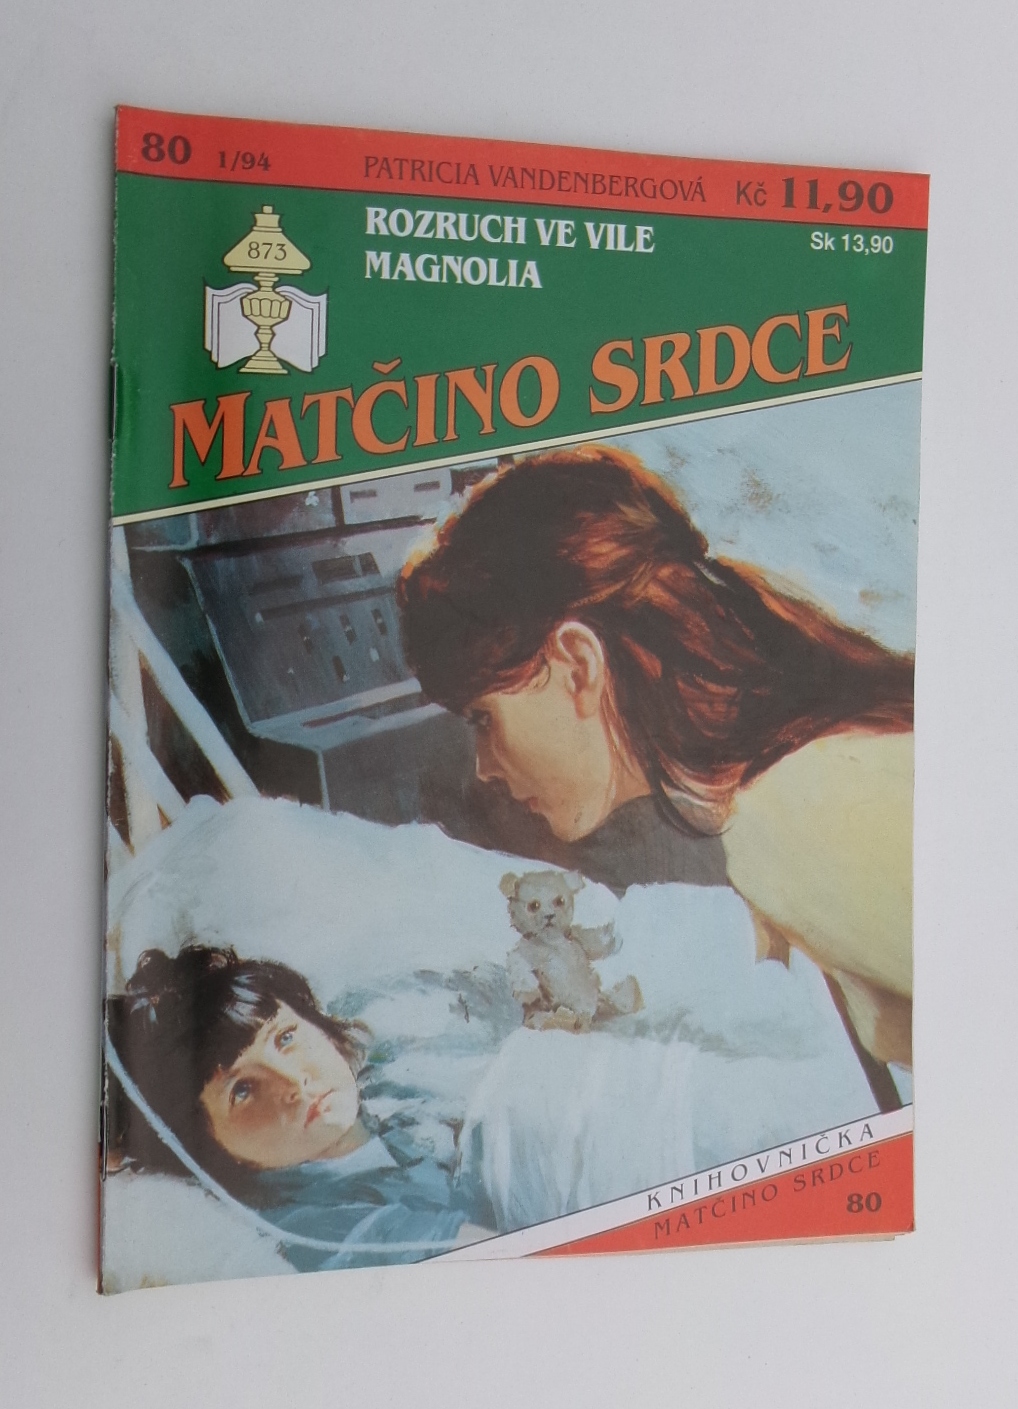 80 1/94 PATRICIA VANDENBERGOVÁ Kč 11,90
Sk 13,90
873
ROZRUCH VE VILE
MAGNOLIA
MATČINO SRDCE
KNIHOVNIČKA
MATČINO SRDCE
80